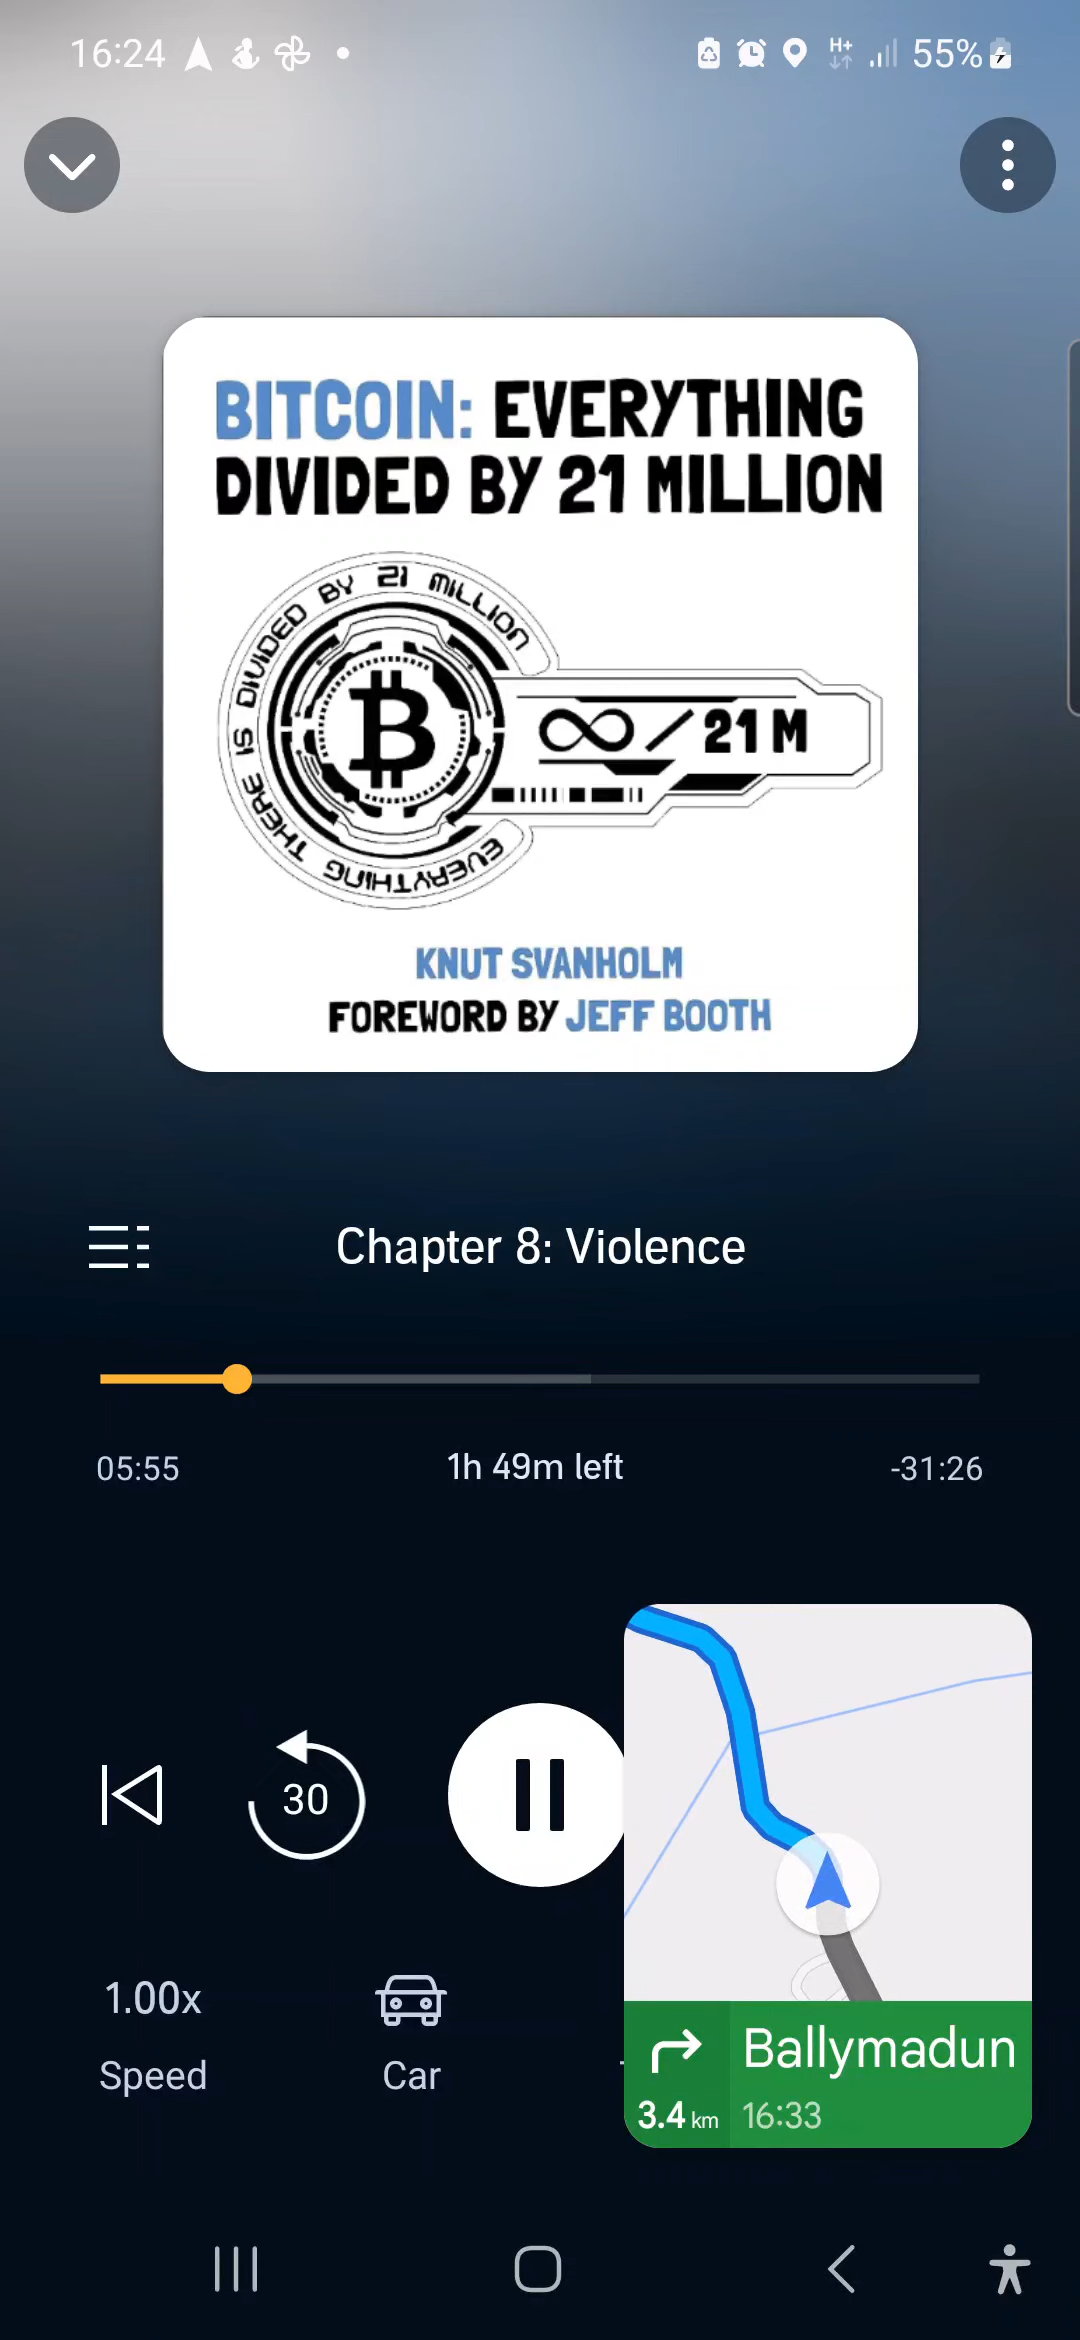 16:24
H+
55%
BITCOIN: EVERYTHING
DIVIDED BY 21 MILLION
EVERYTHING THERE IS DIVIDED BY 21 MILLION
∞/21 M
KNUT SVANHOLM
FOREWORD BY JEFF BOOTH
Chapter 8: Violence
05:55 1h 49m left -31:26
30
1.00x
Speed
Car
Ballymadun
3.4 km 16:33